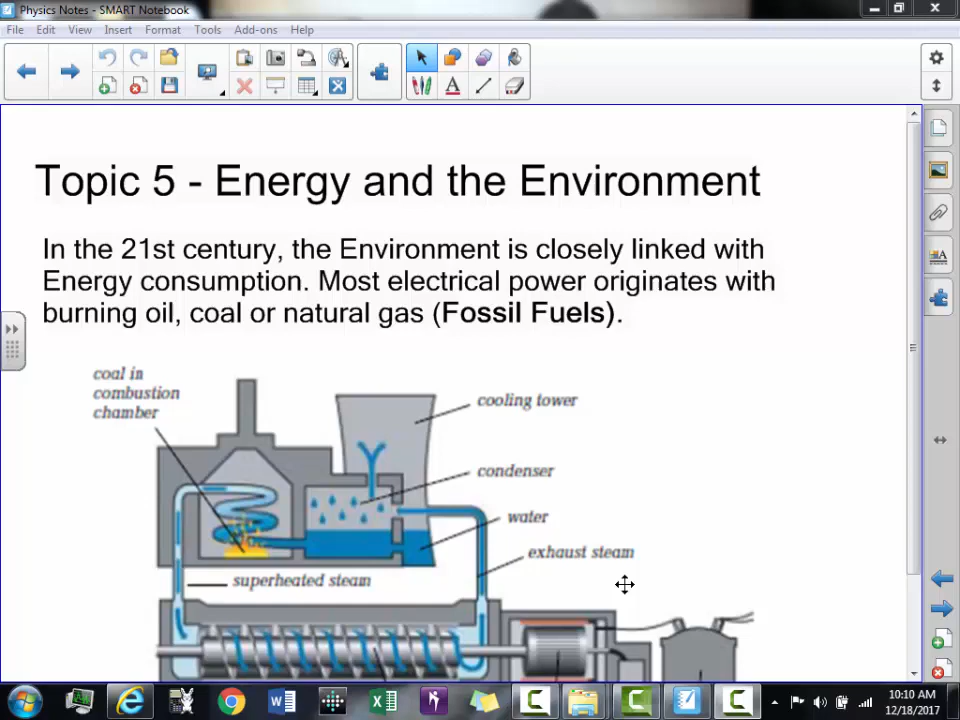 Physics Notes - SMART Notebook
File Edit View Insert Format Tools Add-ons Help
Topic 5 - Energy and the Environment
In the 21st century, the Environment is closely linked with
Energy consumption. Most electrical power originates with
burning oil, coal or natural gas (Fossil Fuels).
coal in
combustion
chamber
cooling tower
condenser
water
exhaust steam
superheated steam
10:10 AM
12/18/2017